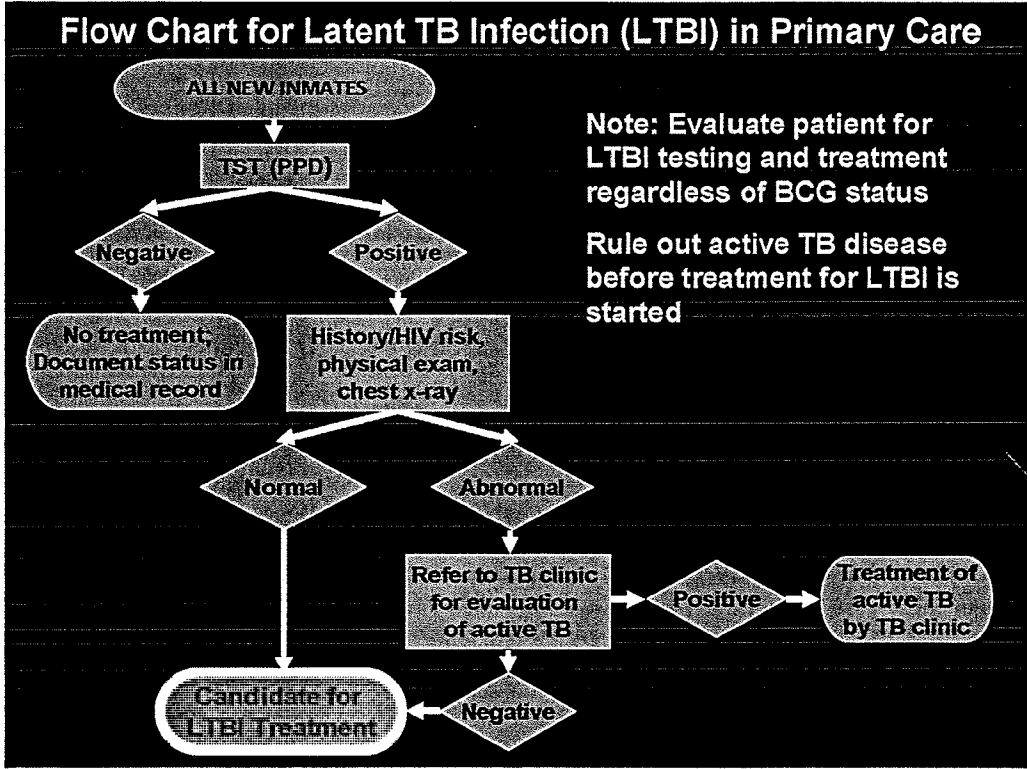 Flow Chart for Latent TB Infection (LTBI) in Primary Care
ALL NEW INMATES
Note: Evaluate patient for
LTBI testing and treatment
regardless of BCG status
Rule out active TB disease
before treatment for LTBI is
started
TST (PPD)
Negative
Positive
No treatment,
Document status in
medical record
History/HIV risk,
physical exam,
chest x-ray
Normal
Abnormal
Refer to TB clinic
for evaluation
of active TB
Positive
Treatment of
active TB
by TB clinic
Negative
Candidate for
LTBI Treatment